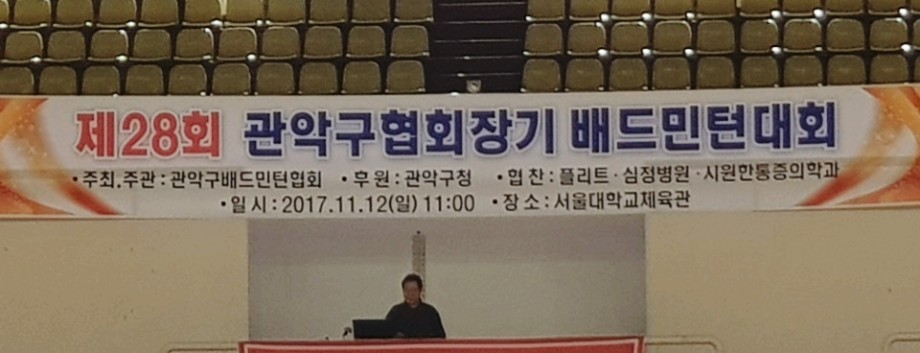 제28회 관악구협회장기 배드민턴대회
•주최.주관 : 관악구배드민턴협회 •후원 : 관악구청 •협찬 : 플리트 · 심정병원 · 시원한통증의학과
•일시 : 2017.11.12(일) 11:00 •장소 : 서울대학교체육관